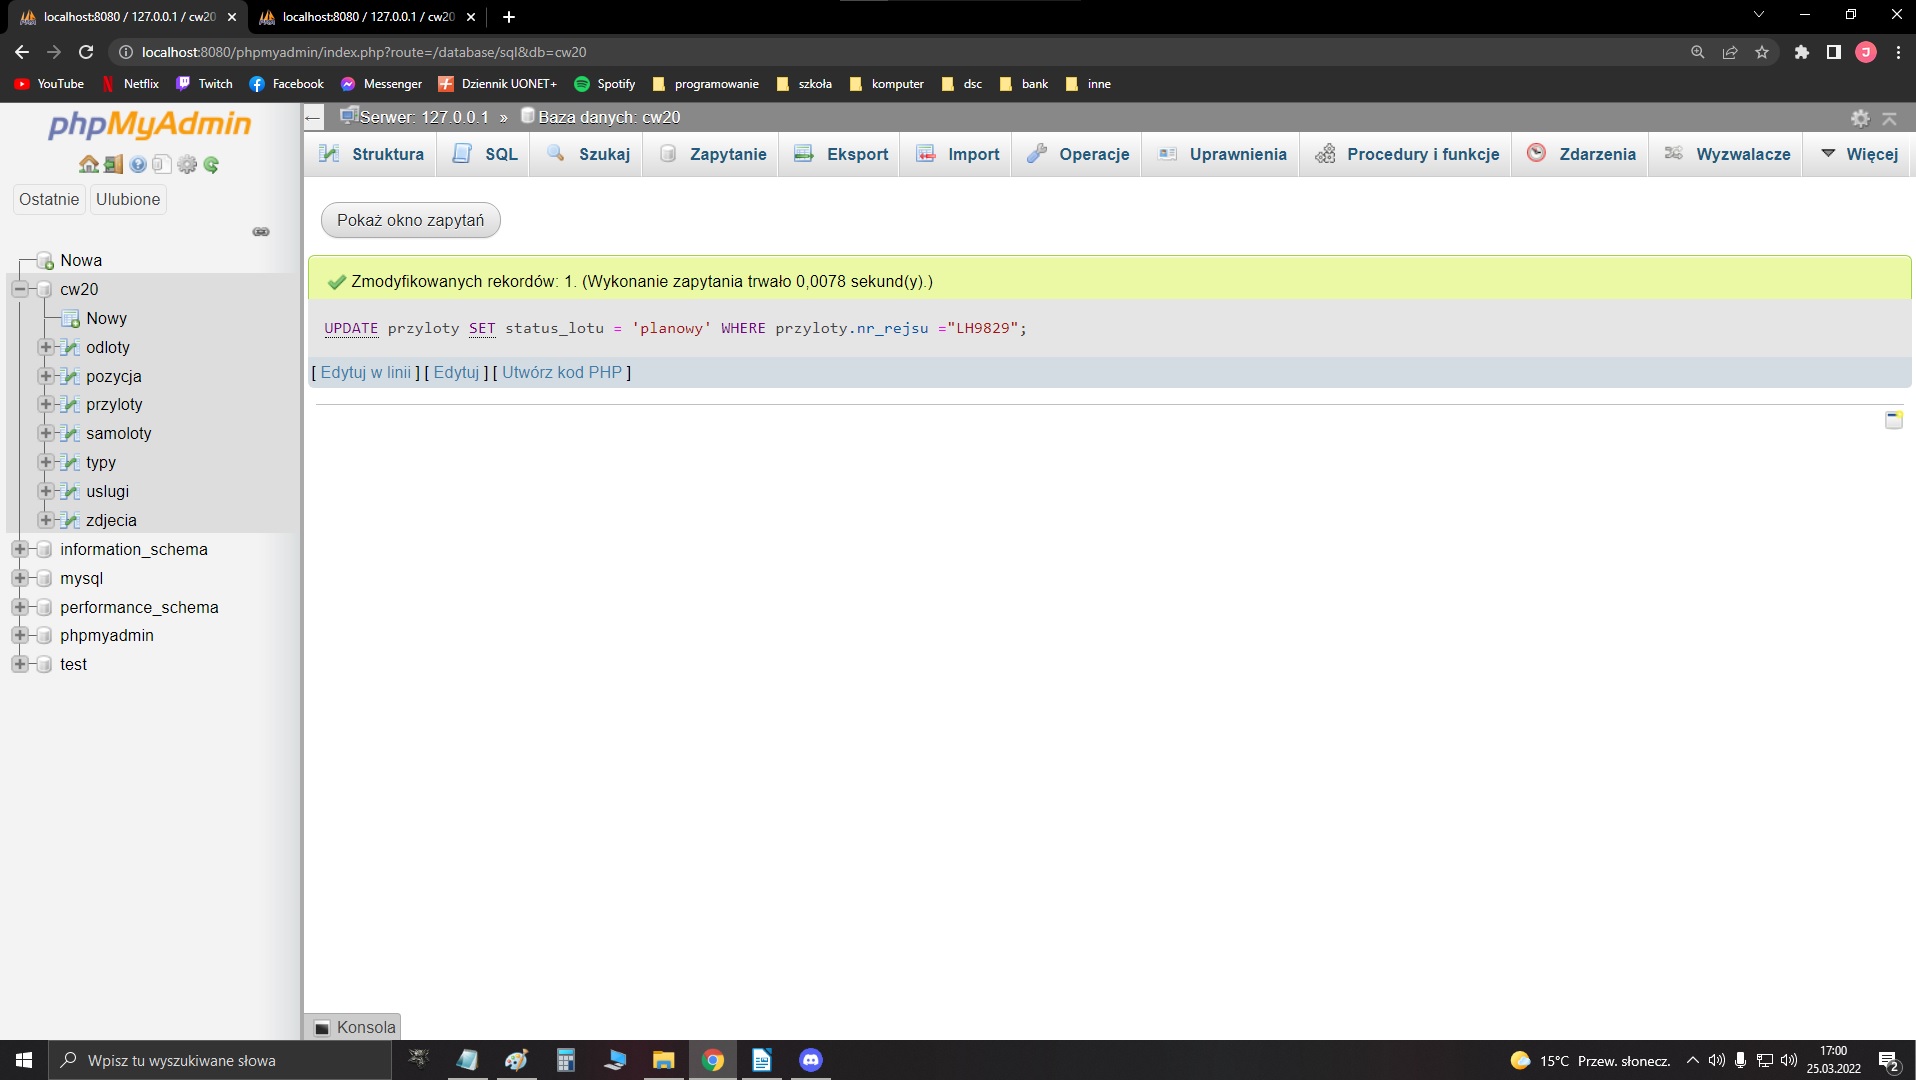 localhost:8080 / 127.0.0.1 / cw20
localhost:8080 / 127.0.0.1 / cw20
localhost:8080/phpmyadmin/index.php?route=/database/sql&db=cw20
J
YouTube Netflix Twitch Facebook Messenger Dziennik UONET+ Spotify programowanie szkoła komputer dsc bank inne
phpMyAdmin
Ostatnie Ulubione
Nowa
cw20
Nowy
odloty
pozycja
przyloty
samoloty
typy
uslugi
zdjecia
information_schema
mysql
performance_schema
phpmyadmin
test
Serwer: 127.0.0.1 » Baza danych: cw20
Struktura SQL Szukaj Zapytanie Eksport Import Operacje Uprawnienia Procedury i funkcje Zdarzenia Wyzwalacze Więcej
Pokaż okno zapytań
Zmodyfikowanych rekordów: 1. (Wykonanie zapytania trwało 0,0078 sekund(y).)
UPDATE przyloty SET status_lotu = 'planowy' WHERE przyloty.nr_rejsu ="LH9829";
[ Edytuj w linii ] [ Edytuj ] [ Utwórz kod PHP ]
Konsola
Wpisz tu wyszukiwane słowa
15°C Przew. słonecz.
17:00
25.03.2022
2